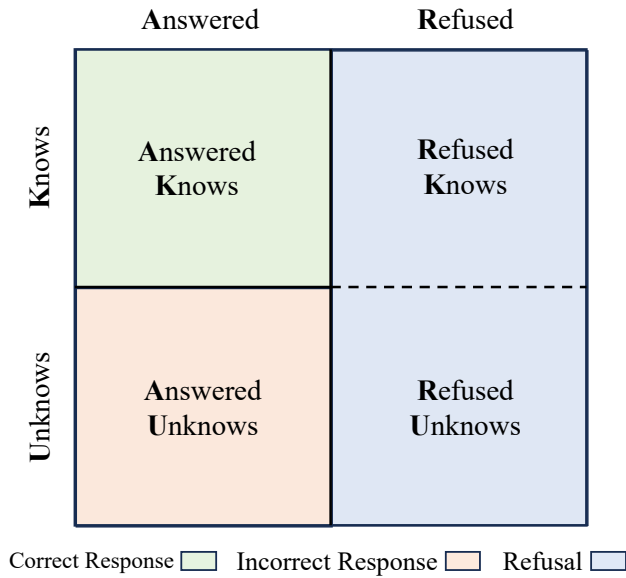 Answered Refused
Knows
Answered
Knows
Refused
Knows
Unknows
Answered
Unknows
Refused
Unknows
Correct Response Incorrect Response Refusal